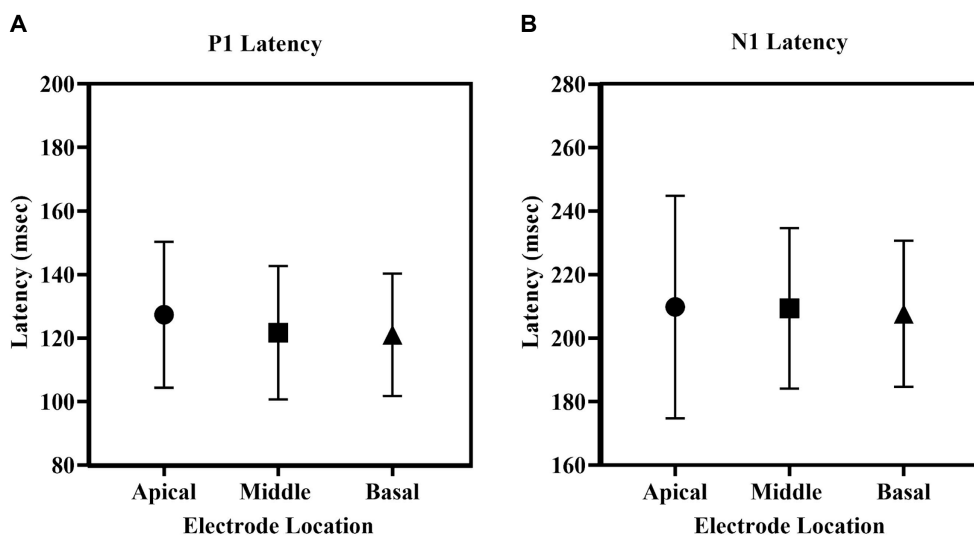 A
P1 Latency
200
180
160
140
120
100
80
Latency (msec)
Apical Middle Basal
Electrode Location
B
N1 Latency
280
260
240
220
200
180
160
Latency (msec)
Apical Middle Basal
Electrode Location